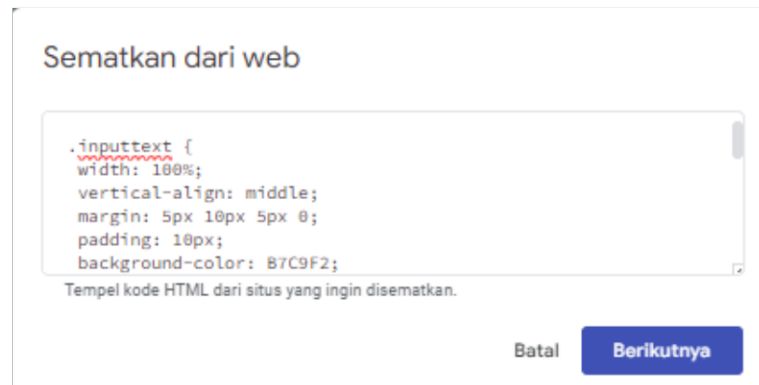 Sematkan dari web
.inputtext {
width: 100%;
vertical-align: middle;
margin: 5px 10px 5px 0;
padding: 10px;
background-color: B7C9F2;
Tempel kode HTML dari situs yang ingin disematkan.
Batal Berikutnya